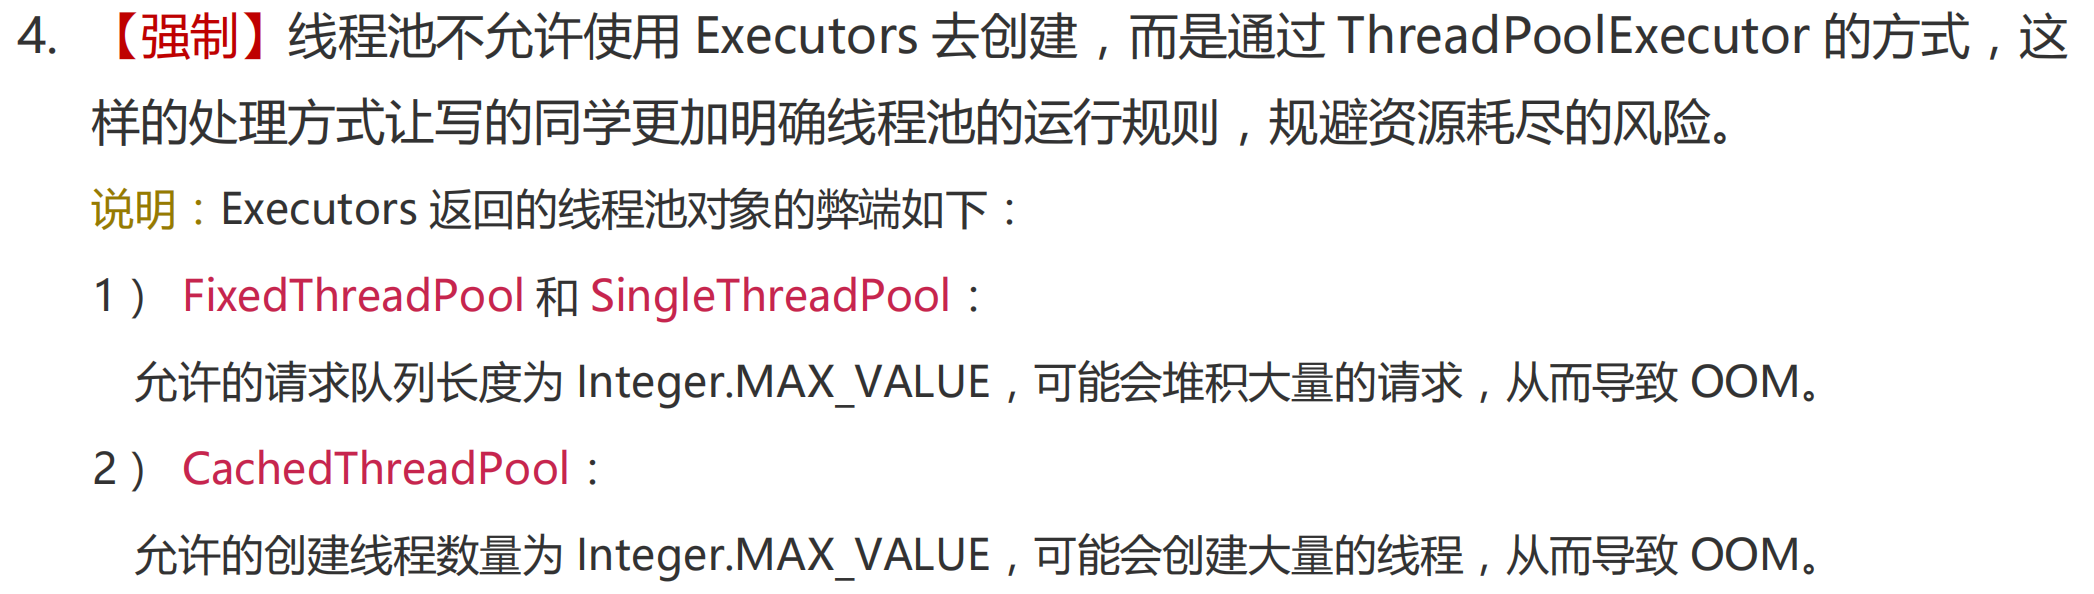 4. 【强制】线程池不允许使用 Executors 去创建，而是通过 ThreadPoolExecutor 的方式，这
样的处理方式让写的同学更加明确线程池的运行规则，规避资源耗尽的风险。
说明：Executors 返回的线程池对象的弊端如下：
1） FixedThreadPool 和 SingleThreadPool：
允许的请求队列长度为 Integer.MAX_VALUE，可能会堆积大量的请求，从而导致 OOM。
2） CachedThreadPool：
允许的创建线程数量为 Integer.MAX_VALUE，可能会创建大量的线程，从而导致 OOM。